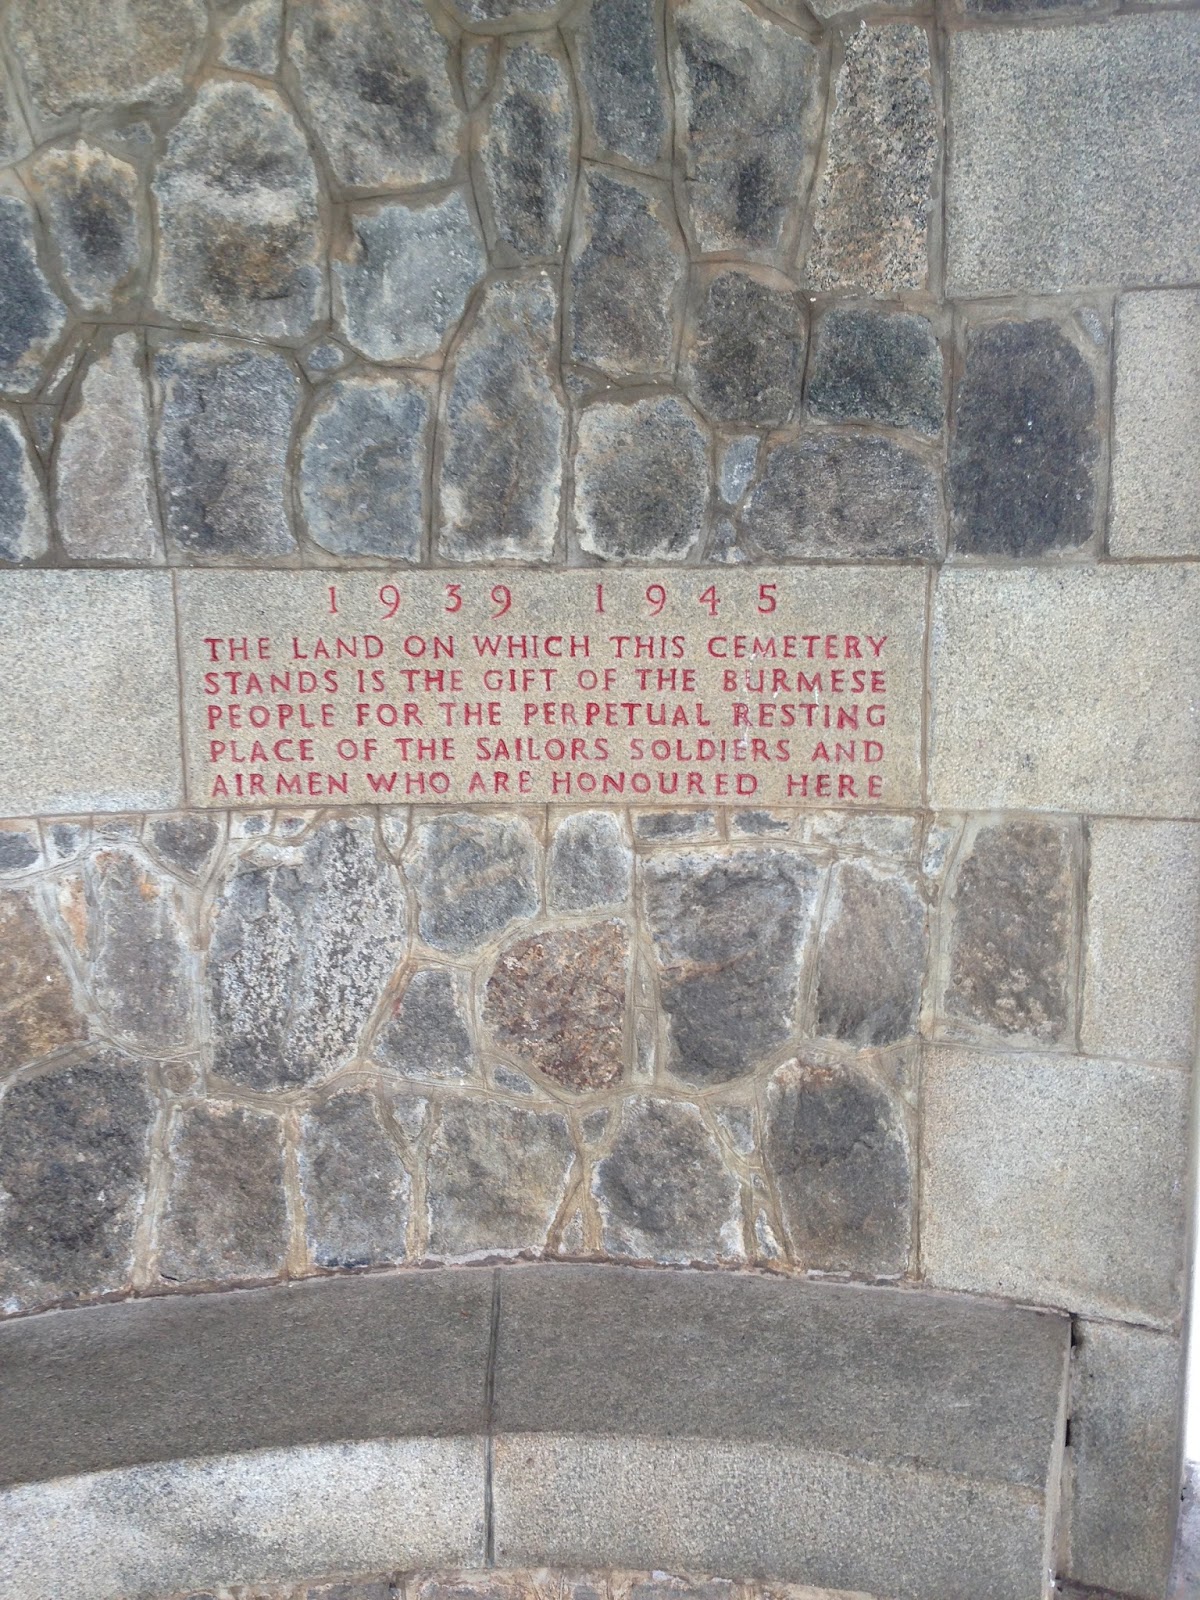 1939 1945
THE LAND ON WHICH THIS CEMETERY
STANDS IS THE GIFT OF THE BURMESE
PEOPLE FOR THE PERPETUAL RESTING
PLACE OF THE SAILORS SOLDIERS AND
AIRMEN WHO ARE HONOURED HERE